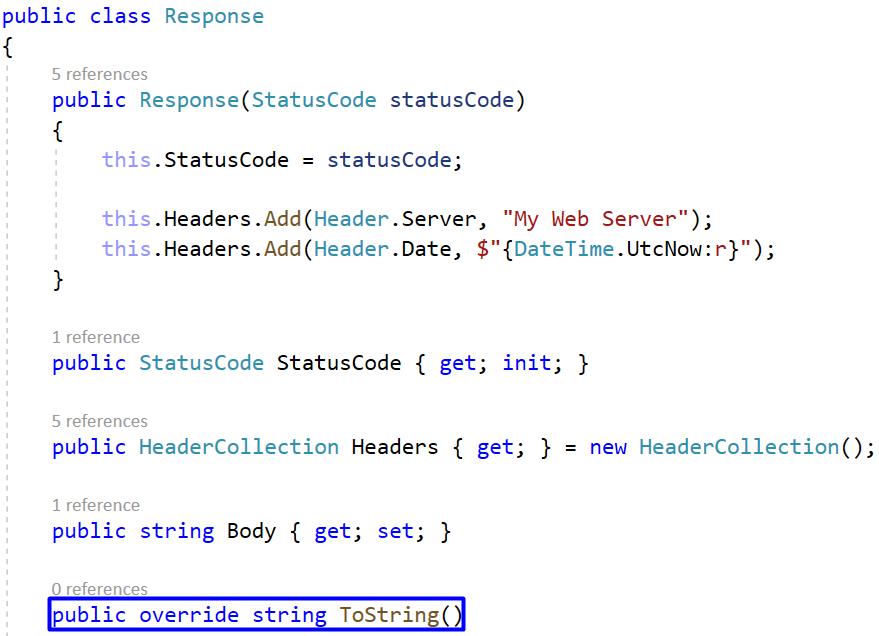 public class Response
{
5 references
public Response(StatusCode statusCode)
{
this.StatusCode = statusCode;
this.Headers.Add(Header.Server, "My Web Server");
this.Headers.Add(Header.Date, $"{DateTime.UtcNow:r}");
}
1 reference
public StatusCode StatusCode { get; init; }
5 references
public HeaderCollection Headers { get; } = new HeaderCollection();
1 reference
public string Body { get; set; }
0 references
public override string ToString()